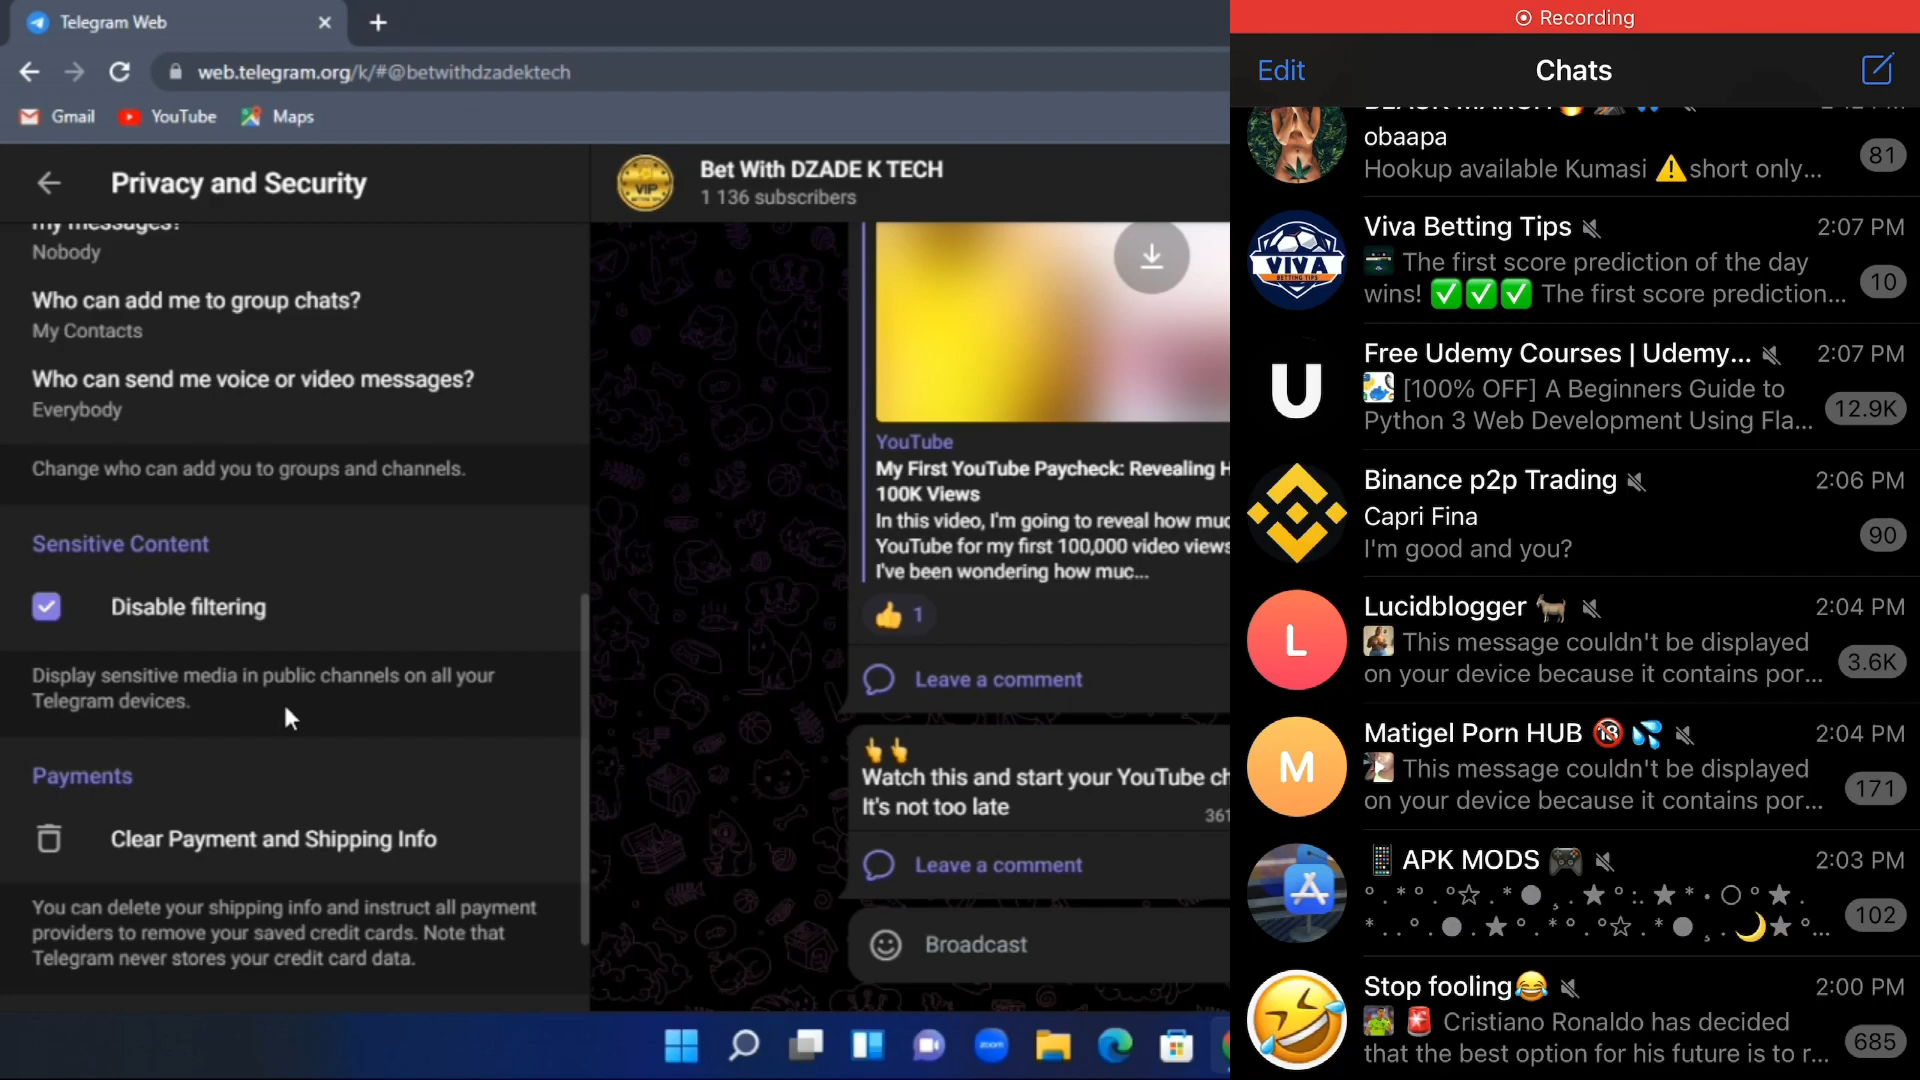 Telegram Web
web.telegram.org/k/#@betwithdzadektech
Gmail
YouTube
Maps
Privacy and Security
my messages?
Nobody
Who can add me to group chats?
My Contacts
Who can send me voice or video messages?
Everybody
Change who can add you to groups and channels.
Sensitive Content
Disable filtering
Display sensitive media in public channels on all your
Telegram devices.
Payments
Clear Payment and Shipping Info
You can delete your shipping info and instruct all payment
providers to remove your saved credit cards. Note that
Telegram never stores your credit card data.
VIP
Bet With DZADE K TECH
1 136 subscribers
YouTube
My First YouTube Paycheck: Revealing H
100K Views
In this video, I'm going to reveal how muc
YouTube for my first 100,000 video views
I've been wondering how muc...
👍 1
Leave a comment
👆👆
Watch this and start your YouTube ch
It's not too late
361
Leave a comment
Broadcast
zoom
Recording
Edit
Chats
obaapa
Hookup available Kumasi ⚠️short only...
81
VIVA
BETTING TIPS
Viva Betting Tips
2:07 PM
The first score prediction of the day
wins! ✅✅✅ The first score prediction...
10
U
Free Udemy Courses | Udemy...
2:07 PM
[100% OFF] A Beginners Guide to
Python 3 Web Development Using Fla...
12.9K
Binance p2p Trading
2:06 PM
Capri Fina
I'm good and you?
90
L
Lucidblogger 🐐
2:04 PM
This message couldn't be displayed
on your device because it contains por...
3.6K
M
Matigel Porn HUB 🔞💦
2:04 PM
This message couldn't be displayed
on your device because it contains por...
171
📱 APK MODS 🎮
2:03 PM
102
Stop fooling😂
2:00 PM
🚨 Cristiano Ronaldo has decided
that the best option for his future is to r...
685